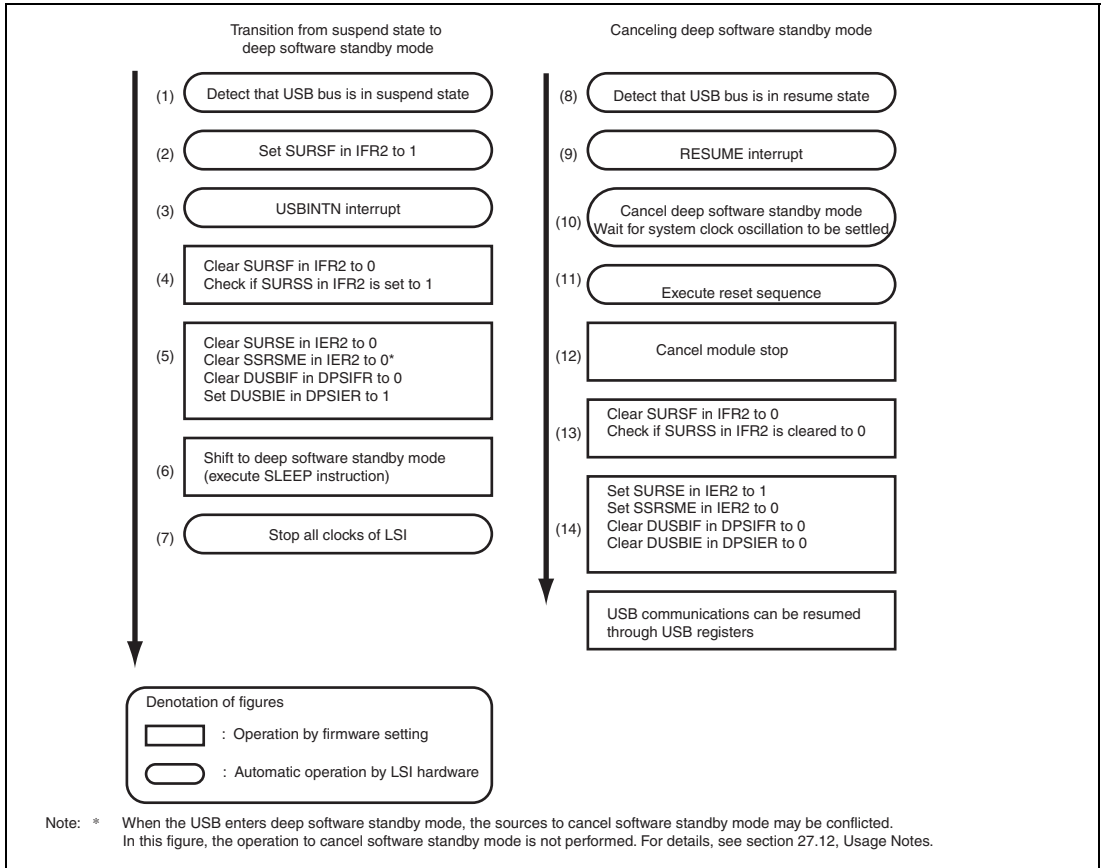 Transition from suspend state to
deep software standby mode
(1) Detect that USB bus is in suspend state
(2) Set SURSF in IFR2 to 1
(3) USBINTN interrupt
(4) Clear SURSF in IFR2 to 0
Check if SURSS in IFR2 is set to 1
(5) Clear SURSE in IER2 to 0
Clear SSRSME in IER2 to 0*
Clear DUSBIF in DPSIFR to 0
Set DUSBIE in DPSIER to 1
(6) Shift to deep software standby mode
(execute SLEEP instruction)
(7) Stop all clocks of LSI
Canceling deep software standby mode
(8) Detect that USB bus is in resume state
(9) RESUME interrupt
(10) Cancel deep software standby mode
Wait for system clock oscillation to be settled
(11) Execute reset sequence
(12) Cancel module stop
(13) Clear SURSF in IFR2 to 0
Check if SURSS in IFR2 is cleared to 0
(14) Set SURSE in IER2 to 1
Set SSRSME in IER2 to 0
Clear DUSBIF in DPSIFR to 0
Clear DUSBIE in DPSIER to 0
USB communications can be resumed
through USB registers
Denotation of figures
: Operation by firmware setting
: Automatic operation by LSI hardware
Note: * When the USB enters deep software standby mode, the sources to cancel software standby mode may be conflicted.
In this figure, the operation to cancel software standby mode is not performed. For details, see section 27.12, Usage Notes.